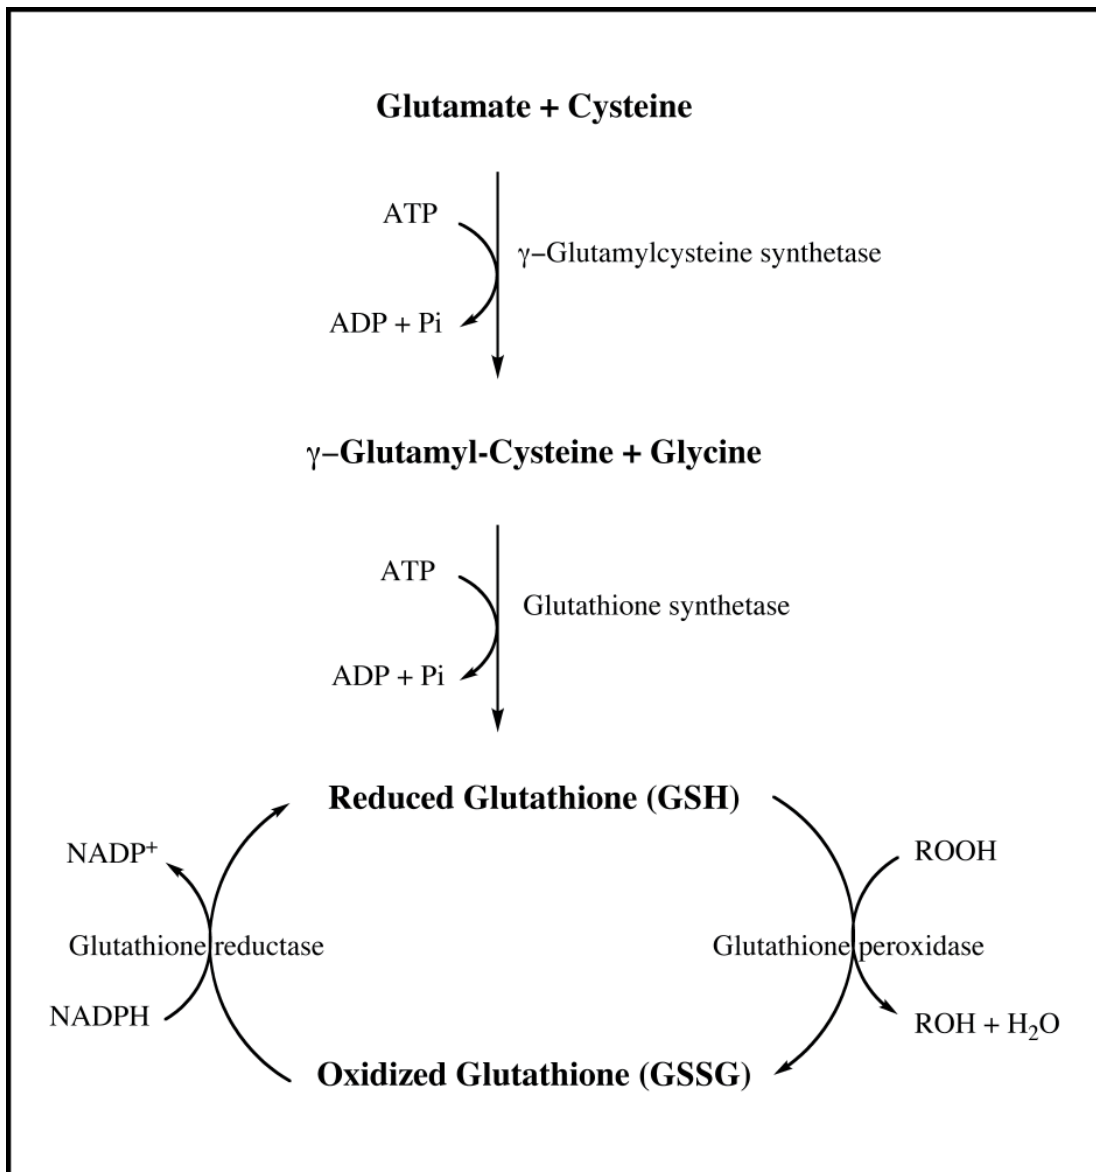 Glutamate + Cysteine
ATP
γ–Glutamylcysteine synthetase
ADP + Pi
γ–Glutamyl-Cysteine + Glycine
ATP
Glutathione synthetase
ADP + Pi
Reduced Glutathione (GSH)
NADP⁺
ROOH
Glutathione reductase
Glutathione peroxidase
NADPH
ROH + H₂O
Oxidized Glutathione (GSSG)